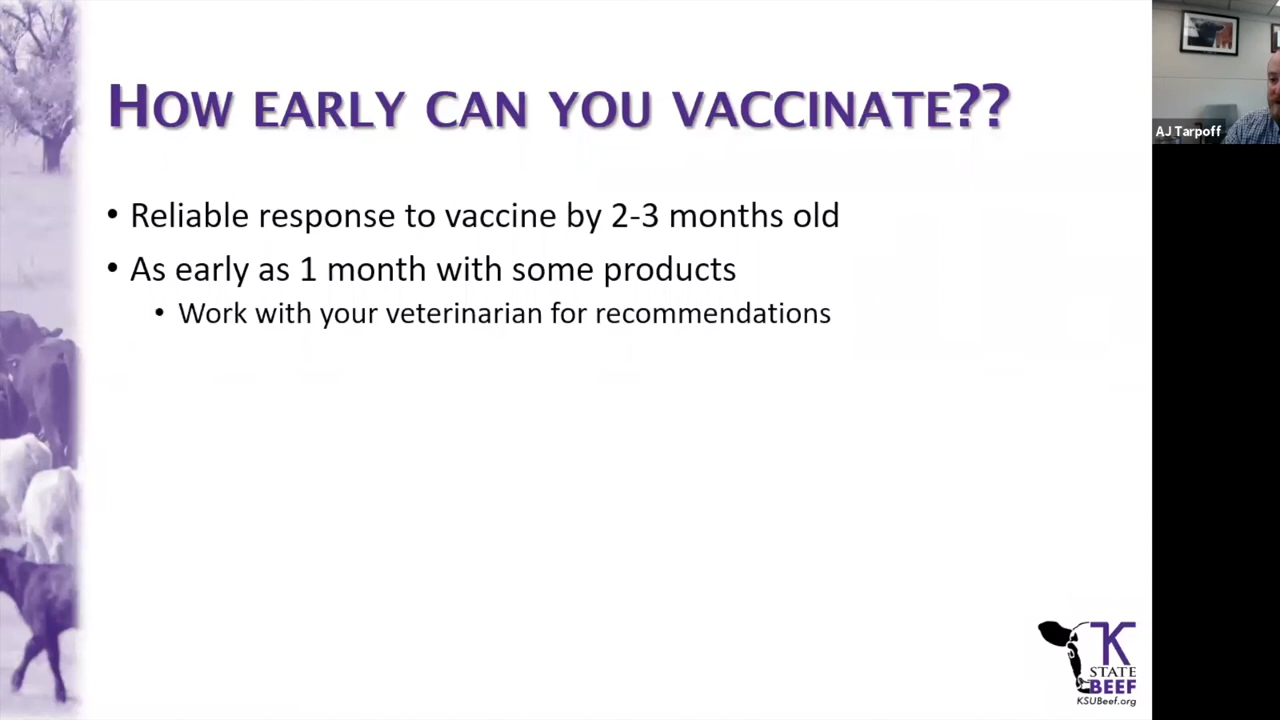 HOW EARLY CAN YOU VACCINATE??
AJ Tarpoff
• Reliable response to vaccine by 2-3 months old
• As early as 1 month with some products
• Work with your veterinarian for recommendations
K
STATE
BEEF
KSUBeef.org